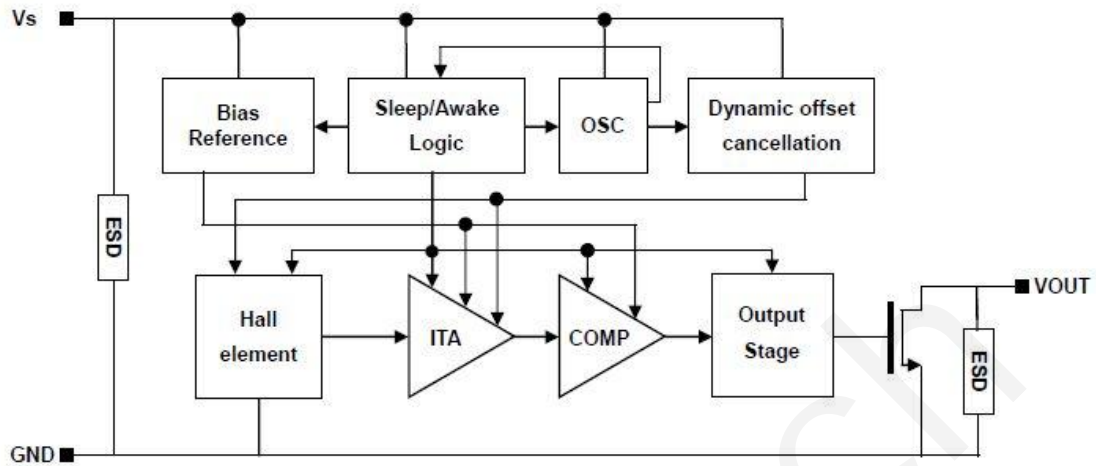 Vs
Bias
Reference
Sleep/Awake
Logic
OSC
Dynamic offset
cancellation
ESD
Hall
element
ITA
COMP
Output
Stage
VOUT
ESD
GND
ch